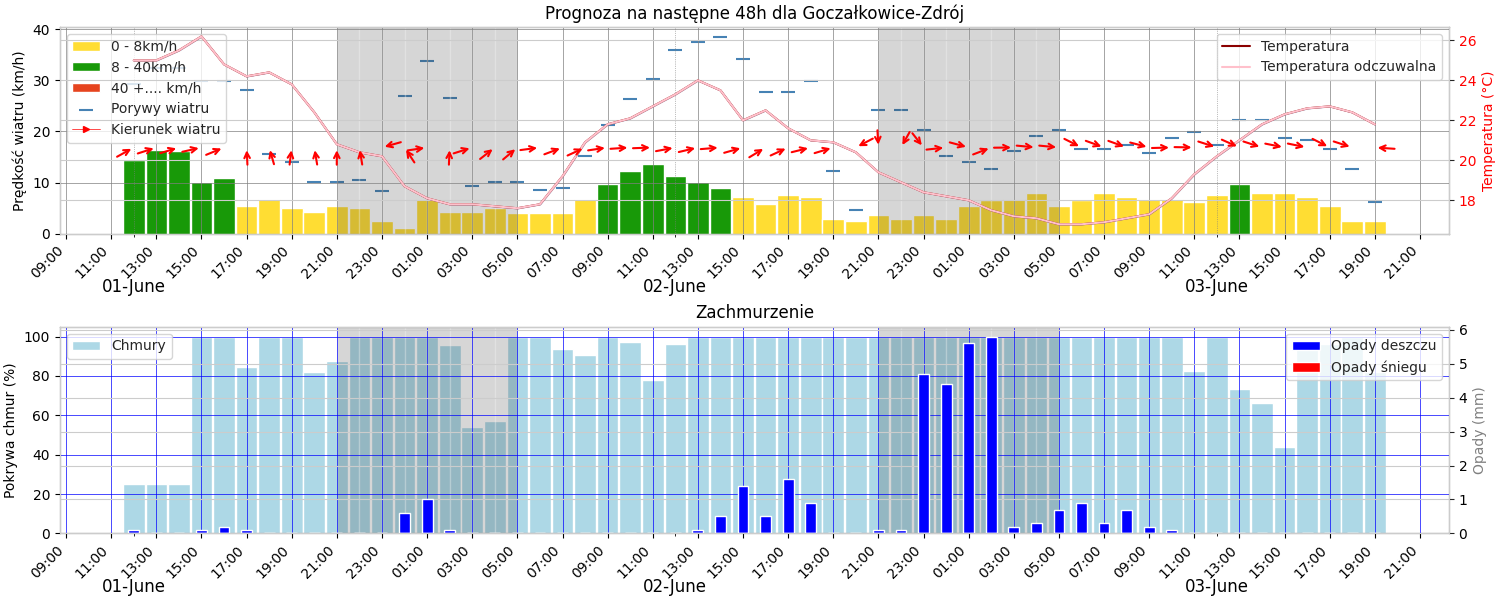 Prognoza na następne 48h dla Goczałkowice-Zdrój
Prędkość wiatru (km/h)
40
30
20
10
0
0 - 8km/h
8 - 40km/h
40 +.... km/h
Porywy wiatru
Kierunek wiatru
Temperatura
Temperatura odczuwalna
26
24
22
20
18
Temperatura (°C)
09:00 11:00 13:00 15:00 17:00 19:00 21:00 23:00 01:00 03:00 05:00 07:00 09:00 11:00 13:00 15:00 17:00 19:00 21:00 23:00 01:00 03:00 05:00 07:00 09:00 11:00 13:00 15:00 17:00 19:00 21:00
01-June 02-June 03-June
Zachmurzenie
Pokrywa chmur (%)
100
80
60
40
20
0
Chmury
Opady deszczu
Opady śniegu
6
5
4
3
2
1
0
Opady (mm)
09:00 11:00 13:00 15:00 17:00 19:00 21:00 23:00 01:00 03:00 05:00 07:00 09:00 11:00 13:00 15:00 17:00 19:00 21:00 23:00 01:00 03:00 05:00 07:00 09:00 11:00 13:00 15:00 17:00 19:00 21:00
01-June 02-June 03-June